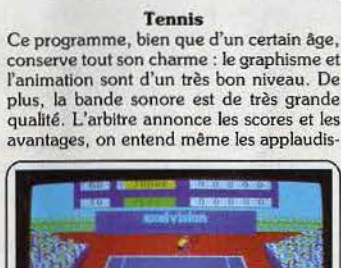 Tennis
Ce programme, bien que d'un certain âge,
conserve tout son charme : le graphisme et
l'animation sont d'un très bon niveau. De
plus, la bande sonore est de très grande
qualité. L'arbitre annonce les scores et les
avantages, on entend même les applaudis-
exelvision